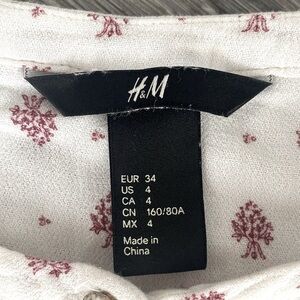 H&M
EUR 34
US 4
CA 4
CN 160/80A
MX 4
Made in
China